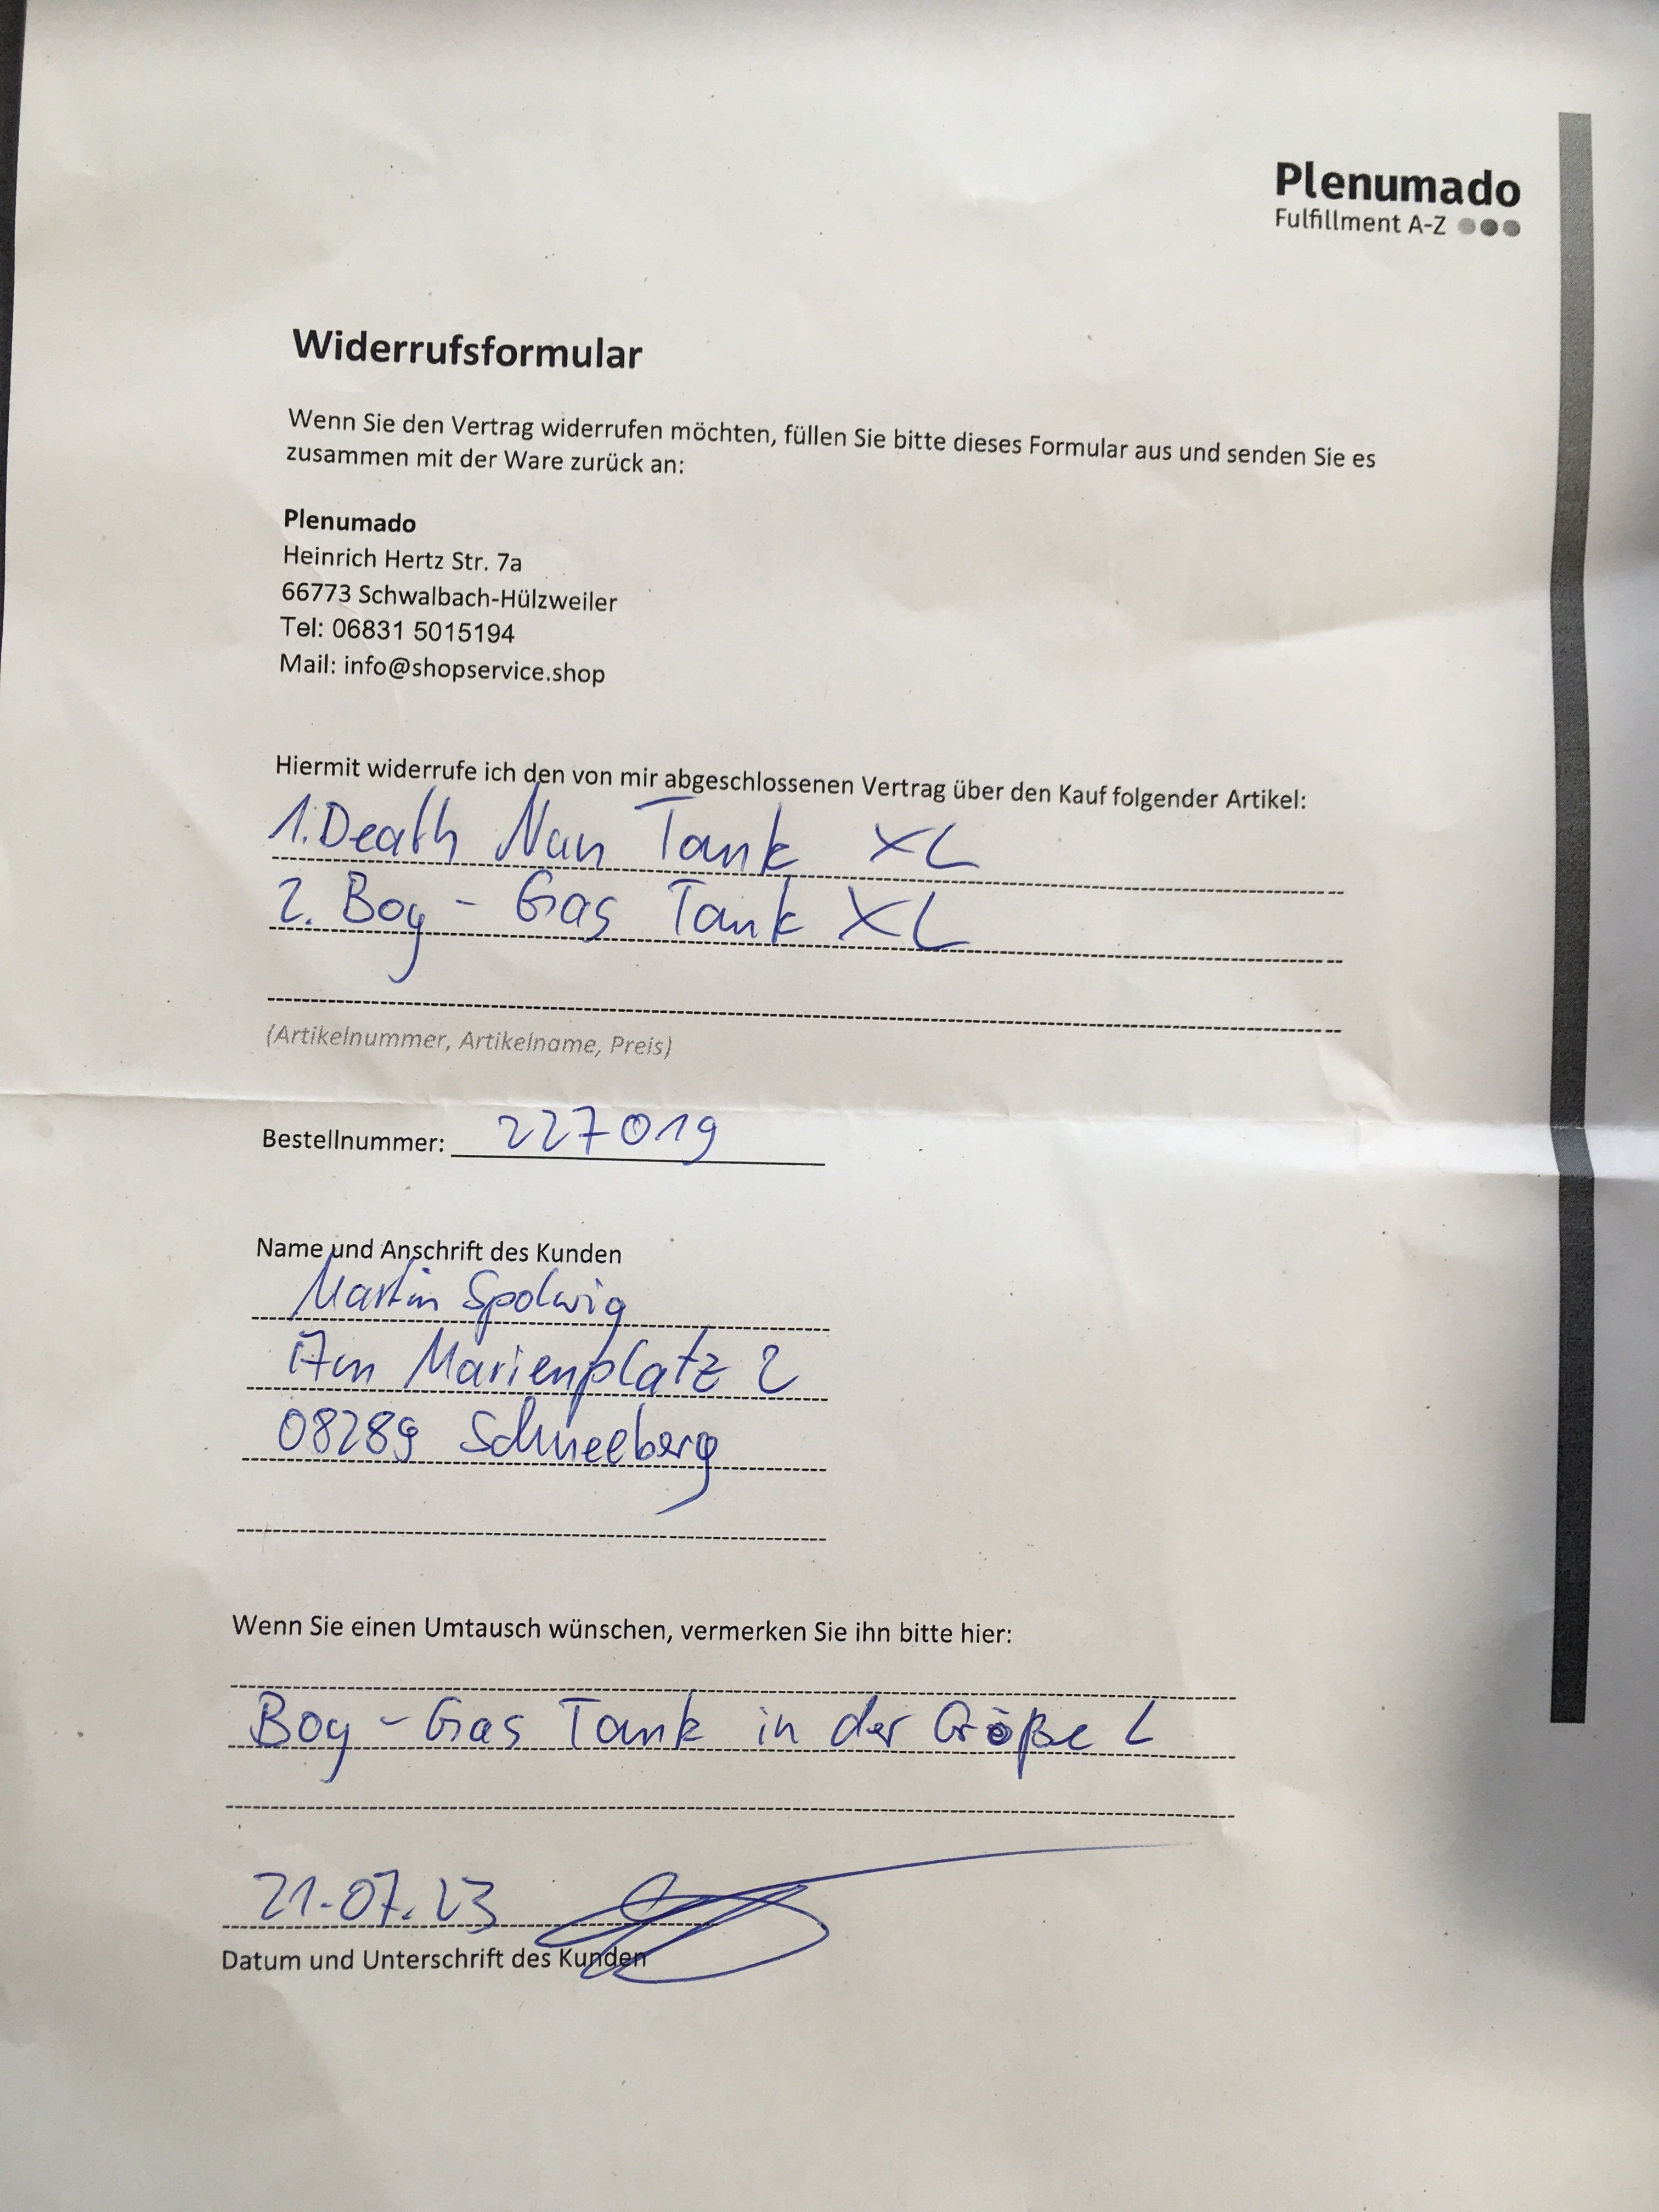 Plenumado
Fulfillment A-Z
Widerrufsformular
Wenn Sie den Vertrag widerrufen möchten, füllen Sie bitte dieses Formular aus und senden Sie es
zusammen mit der Ware zurück an:
Plenumado
Heinrich Hertz Str. 7a
66773 Schwalbach-Hülzweiler
Tel: 06831 5015194
Mail: info@shopservice.shop
Hiermit widerrufe ich den von mir abgeschlossenen Vertrag über den Kauf folgender Artikel:
1. Death Nun Tank XL
2. Boy - Gas Tank XL
(Artikelnummer, Artikelname, Preis)
Bestellnummer: 227019
Name und Anschrift des Kunden
Martin Spolwig
Am Marienplatz 2
08289 Schneeberg
Wenn Sie einen Umtausch wünschen, vermerken Sie ihn bitte hier:
Boy - Gas Tank in der Größe L
21.07.23
Datum und Unterschrift des Kunden